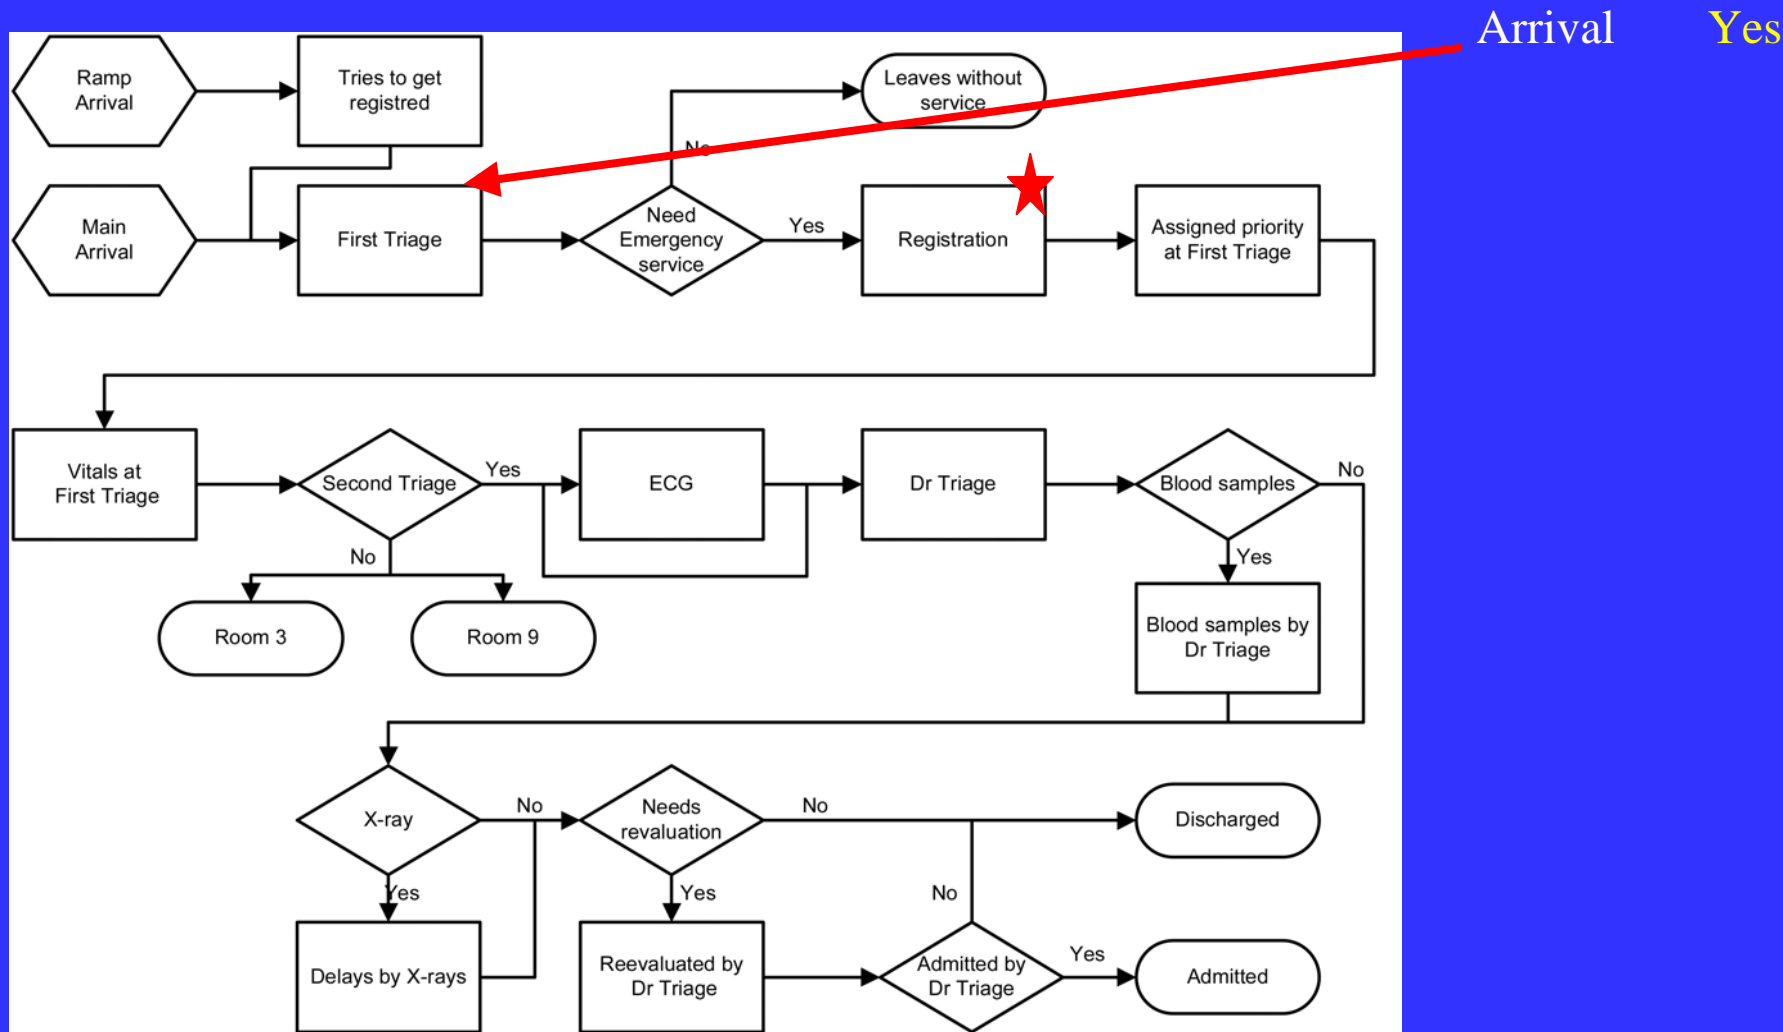 Arrival Yes
Ramp
Arrival
Tries to get
registred
Leaves without
service
No
Main
Arrival
First Triage
Need
Emergency
service
Yes
Registration
Assigned priority
at First Triage
Vitals at
First Triage
Second Triage
Yes
No
Room 3
Room 9
ECG
Dr Triage
Blood samples
No
Yes
Blood samples by
Dr Triage
X-ray
No
Yes
Delays by X-rays
Needs
revaluation
No
Yes
Reevaluated by
Dr Triage
Admitted by
Dr Triage
No
Yes
Discharged
Admitted